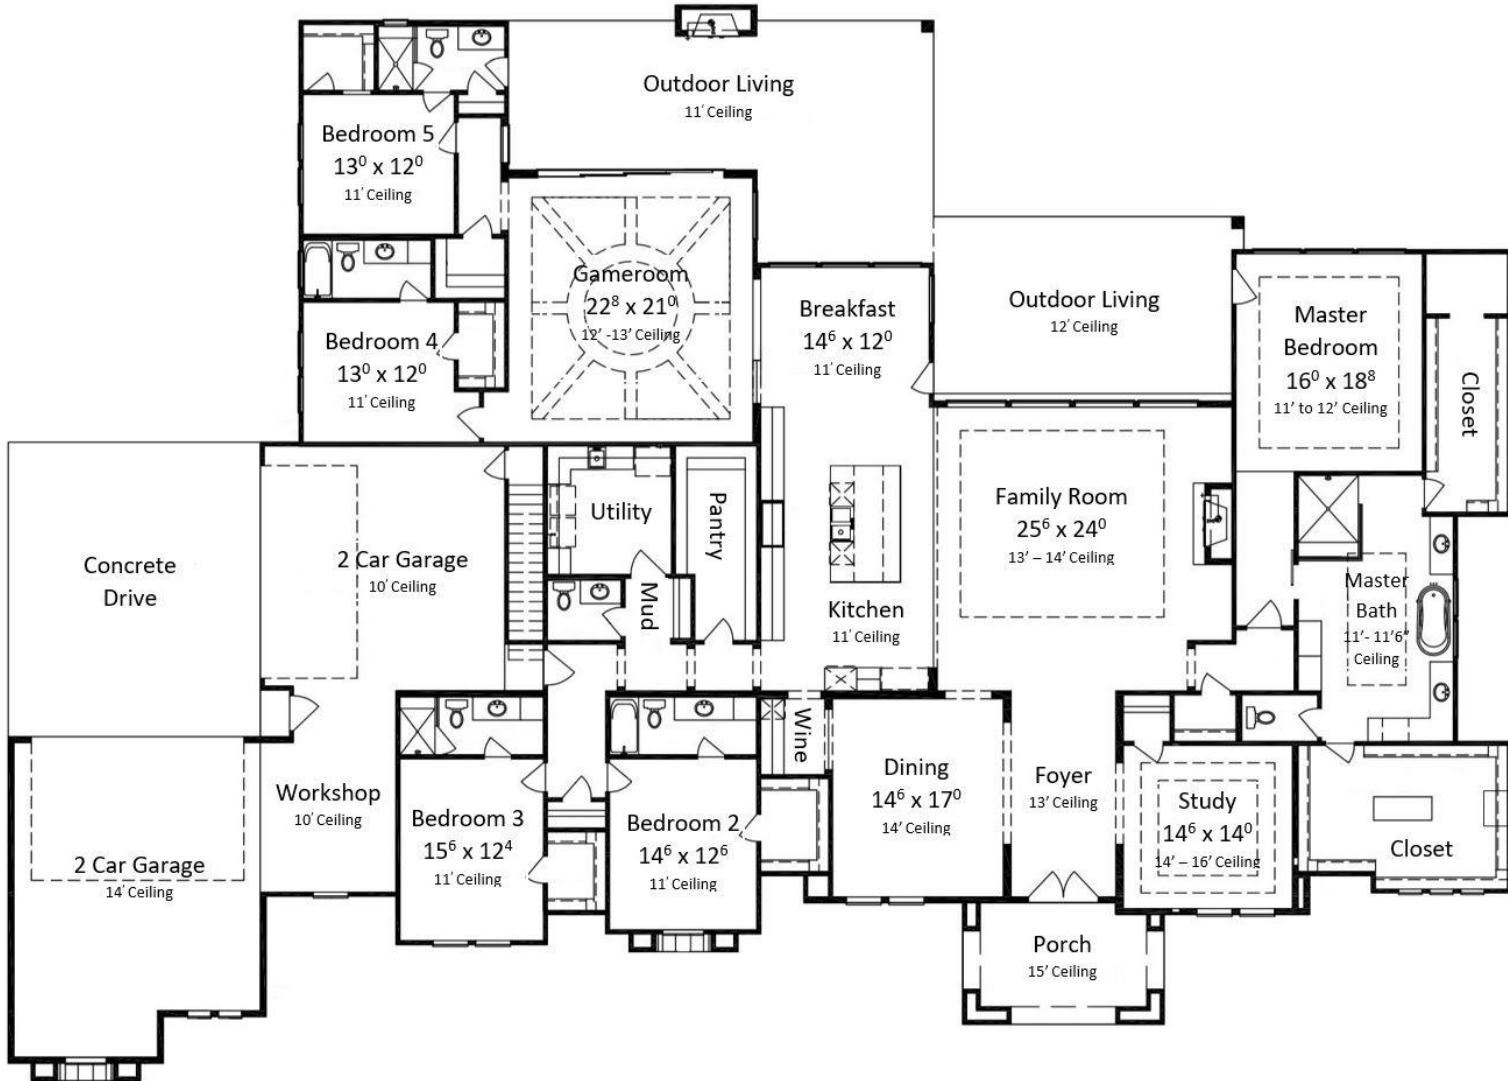 Outdoor Living
11' Ceiling
Bedroom 5
13⁰ x 12⁰
11' Ceiling
Gameroom
22⁸ x 21⁰
12' -13' Ceiling
Breakfast
14⁶ x 12⁰
11' Ceiling
Outdoor Living
12' Ceiling
Master
Bedroom
16⁰ x 18⁸
11' to 12' Ceiling
Closet
Bedroom 4
13⁰ x 12⁰
11' Ceiling
Concrete
Drive
2 Car Garage
10' Ceiling
Utility
Pantry
Mud
Kitchen
11' Ceiling
Family Room
25⁶ x 24⁰
13' – 14' Ceiling
Master
Bath
11'- 11'6"
Ceiling
2 Car Garage
14' Ceiling
Workshop
10' Ceiling
Bedroom 3
15⁶ x 12⁴
11' Ceiling
Bedroom 2
14⁶ x 12⁶
11' Ceiling
Wine
Dining
14⁶ x 17⁰
14' Ceiling
Foyer
13' Ceiling
Study
14⁶ x 14⁰
14' – 16' Ceiling
Closet
Porch
15' Ceiling